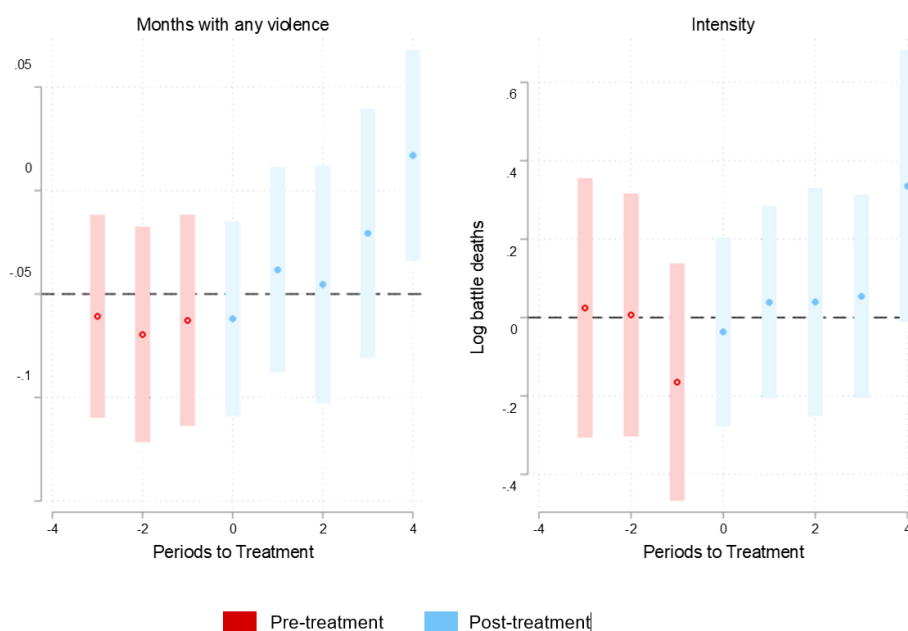 Months with any violence
.05
0
-.05
-.1
-4 -2 0 2 4
Periods to Treatment
Intensity
Log battle deaths
.6
.4
.2
0
-.2
-.4
-4 -2 0 2 4
Periods to Treatment
Pre-treatment Post-treatment